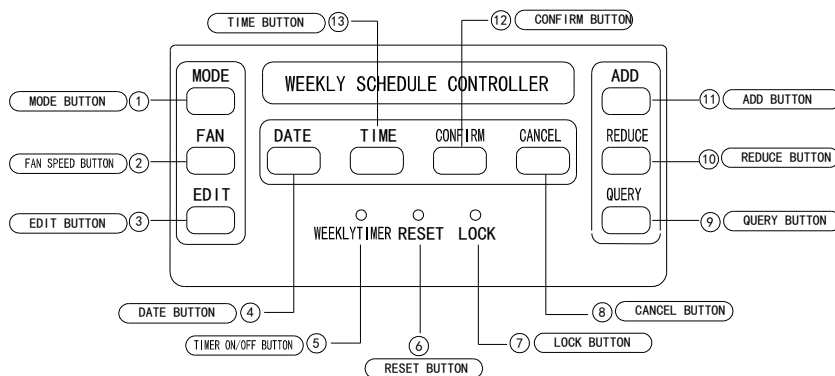 TIME BUTTON 13
12 CONFIRM BUTTON
MODE
WEEKLY SCHEDULE CONTROLLER
ADD
MODE BUTTON 1
11 ADD BUTTON
FAN
DATE TIME CONFIRM CANCEL
REDUCE
FAN SPEED BUTTON 2
10 REDUCE BUTTON
EDIT
QUERY
EDIT BUTTON 3
9 QUERY BUTTON
WEEKLYTIMER RESET LOCK
DATE BUTTON 4
8 CANCEL BUTTON
TIMER ON/OFF BUTTON 5
6
7 LOCK BUTTON
RESET BUTTON